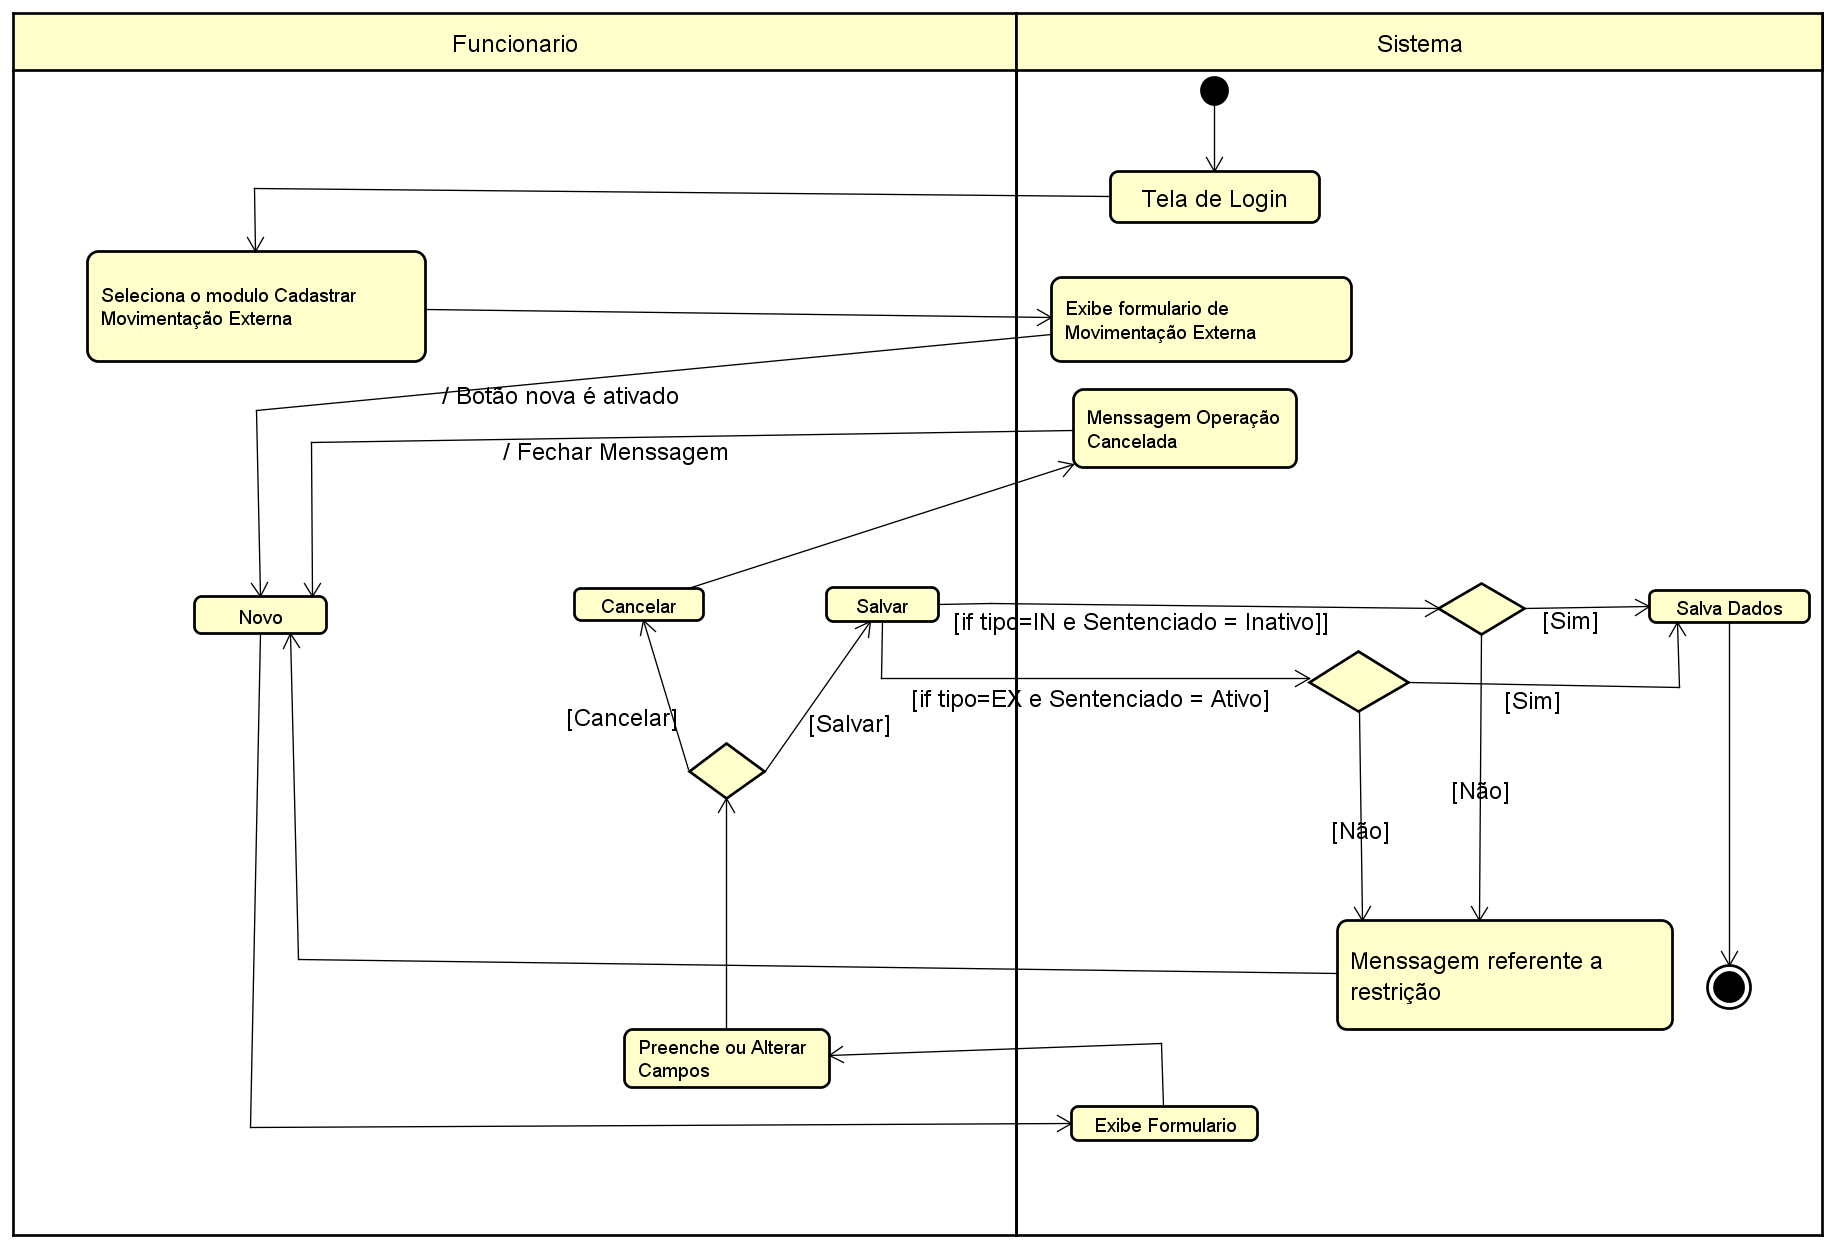 Funcionario
Sistema
Tela de Login
Seleciona o modulo Cadastrar
Movimentação Externa
Exibe formulario de
Movimentação Externa
/ Botão nova é ativado
Menssagem Operação
Cancelada
/ Fechar Menssagem
Novo
Cancelar
Salvar
[if tipo=IN e Sentenciado = Inativo]]
[Sim]
Salva Dados
[if tipo=EX e Sentenciado = Ativo]
[Sim]
[Cancelar]
[Salvar]
[Não]
[Não]
Menssagem referente a
restrição
Preenche ou Alterar
Campos
Exibe Formulario